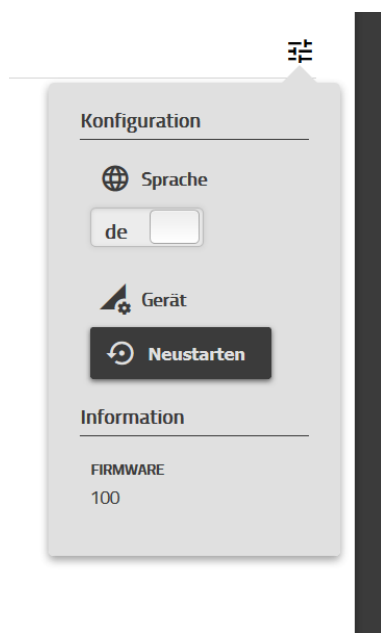 Konfiguration
Sprache
de
Gerät
Neustarten
Information
FIRMWARE
100